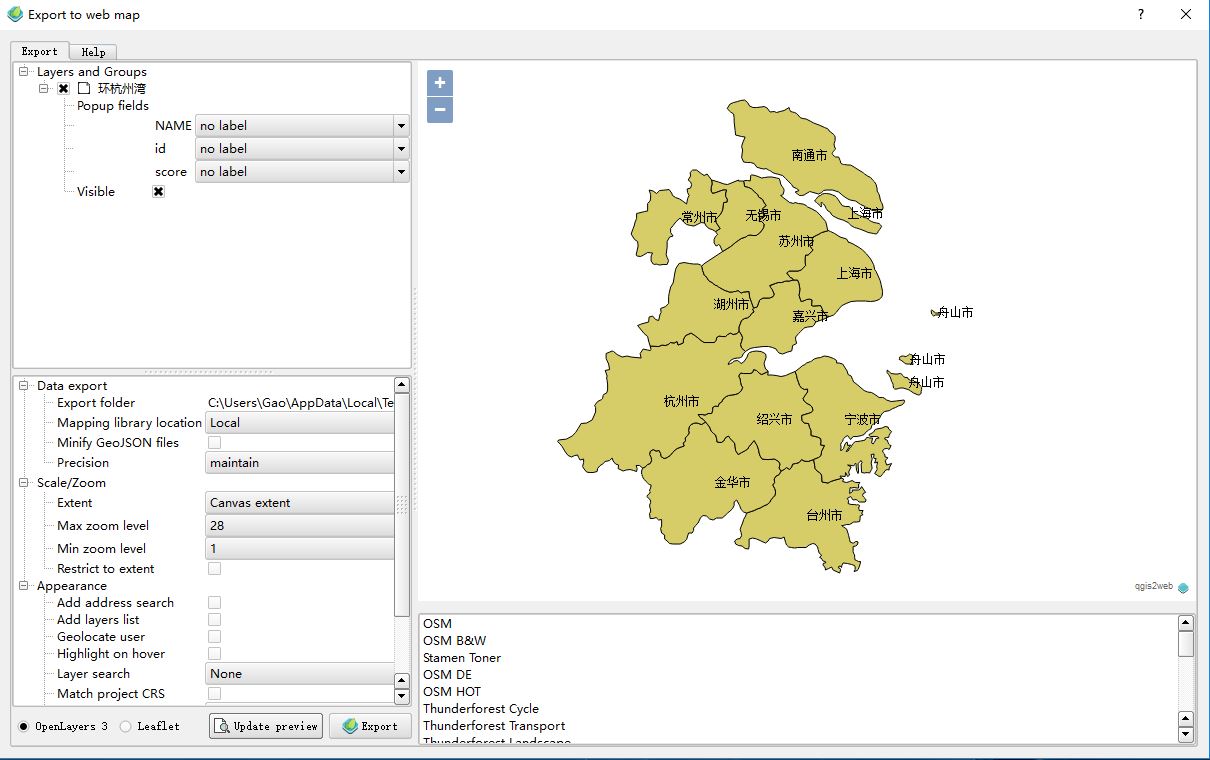 Export to web map
?
Export
Help
Layers and Groups
环杭州湾
Popup fields
NAME no label
id no label
score no label
Visible
Data export
Export folder C:\Users\Gao\AppData\Local\Te
Mapping library location Local
Minify GeoJSON files
Precision maintain
Scale/Zoom
Extent Canvas extent
Max zoom level 28
Min zoom level 1
Restrict to extent
Appearance
Add address search
Add layers list
Geolocate user
Highlight on hover
Layer search None
Match project CRS
OpenLayers 3
Leaflet
Update preview
Export
+
−
南通市
常州市
无锡市
上海市
苏州市
上海市
湖州市
嘉兴市
舟山市
舟山市
舟山市
杭州市
绍兴市
宁波市
金华市
台州市
qgis2web
OSM
OSM B&W
Stamen Toner
OSM DE
OSM HOT
Thunderforest Cycle
Thunderforest Transport
Thunderforest Landscape